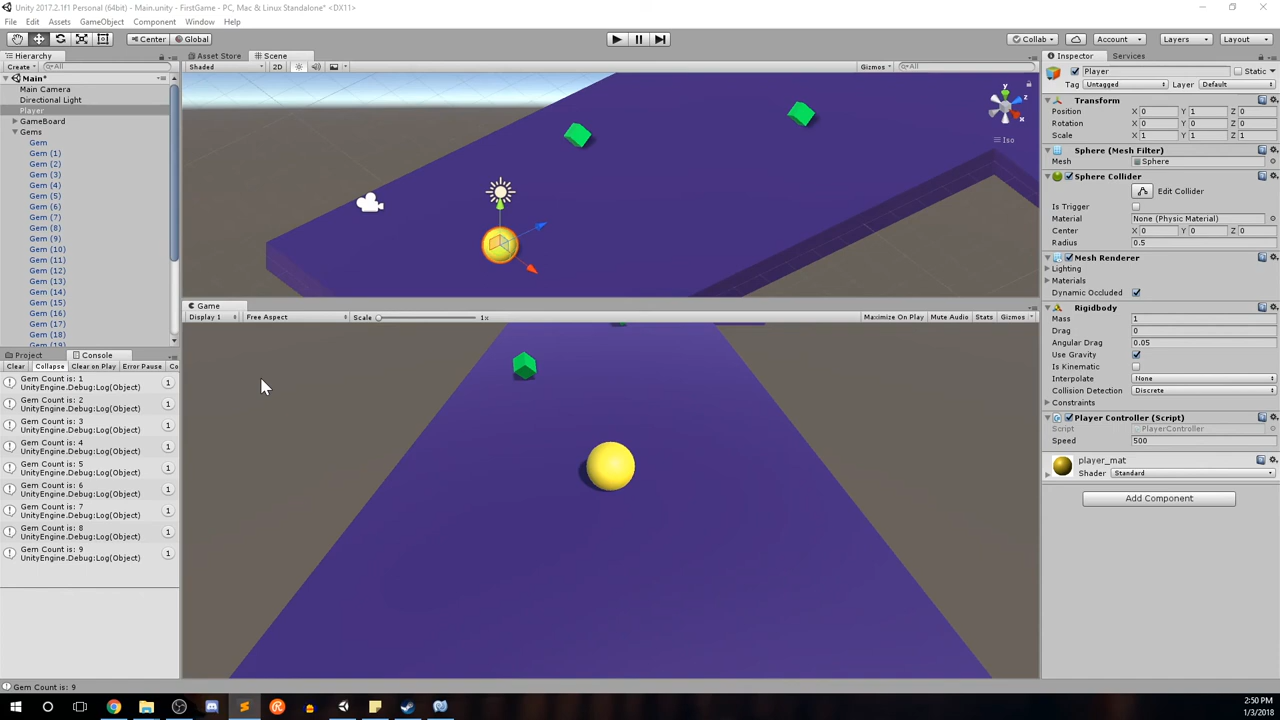 Unity 2017.2.1f1 Personal (64bit) - Main.unity - FirstGame - PC, Mac & Linux Standalone* <DX11>
File Edit Assets GameObject Component Window Help
Center Global Collab Account Layers Layout
Hierarchy Asset Store Scene Inspector Services
Create All Shaded 2D Gizmos All Player Static
Main*
Main Camera
Directional Light
Player
GameBoard
Gems
Gem
Gem (1)
Gem (2)
Gem (3)
Gem (4)
Gem (5)
Gem (6)
Gem (7)
Gem (8)
Gem (9)
Gem (10)
Gem (11)
Gem (12)
Gem (13)
Gem (14)
Gem (15)
Gem (16)
Gem (17)
Gem (18)
Gem (19)
y
z
x
Iso
Tag Untagged Layer Default
Transform
Position X 0 Y 1 Z 0
Rotation X 0 Y 0 Z 0
Scale X 1 Y 1 Z 1
Sphere (Mesh Filter)
Mesh Sphere
Sphere Collider
Edit Collider
Is Trigger
Material None (Physic Material)
Center X 0 Y 0 Z 0
Radius 0.5
Mesh Renderer
Lighting
Materials
Dynamic Occluded
Rigidbody
Mass 1
Drag 0
Angular Drag 0.05
Use Gravity
Is Kinematic
Interpolate None
Collision Detection Discrete
Constraints
Player Controller (Script)
Script PlayerController
Speed 500
player_mat
Shader Standard
Add Component
Game
Display 1 Free Aspect Scale 1x Maximize On Play Mute Audio Stats Gizmos
Project Console
Clear Collapse Clear on Play Error Pause Co
Gem Count is: 1
UnityEngine.Debug:Log(Object) 1
Gem Count is: 2
UnityEngine.Debug:Log(Object) 1
Gem Count is: 3
UnityEngine.Debug:Log(Object) 1
Gem Count is: 4
UnityEngine.Debug:Log(Object) 1
Gem Count is: 5
UnityEngine.Debug:Log(Object) 1
Gem Count is: 6
UnityEngine.Debug:Log(Object) 1
Gem Count is: 7
UnityEngine.Debug:Log(Object) 1
Gem Count is: 8
UnityEngine.Debug:Log(Object) 1
Gem Count is: 9
UnityEngine.Debug:Log(Object) 1
Gem Count is: 9
2:50 PM
1/3/2018